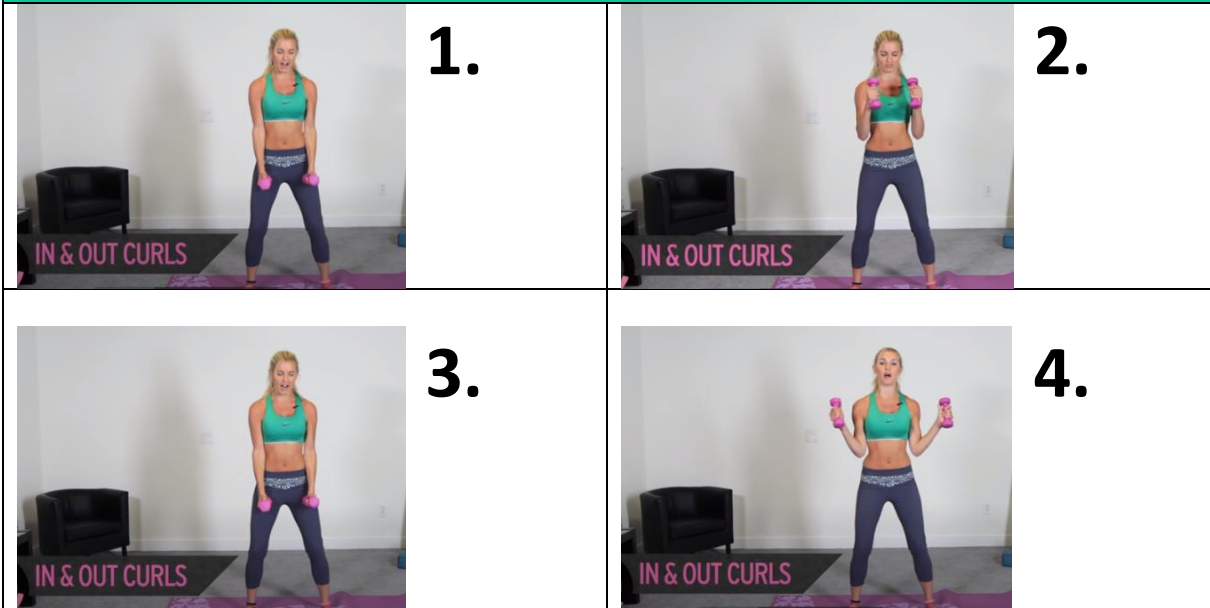 1.
IN & OUT CURLS
2.
IN & OUT CURLS
3.
IN & OUT CURLS
4.
IN & OUT CURLS